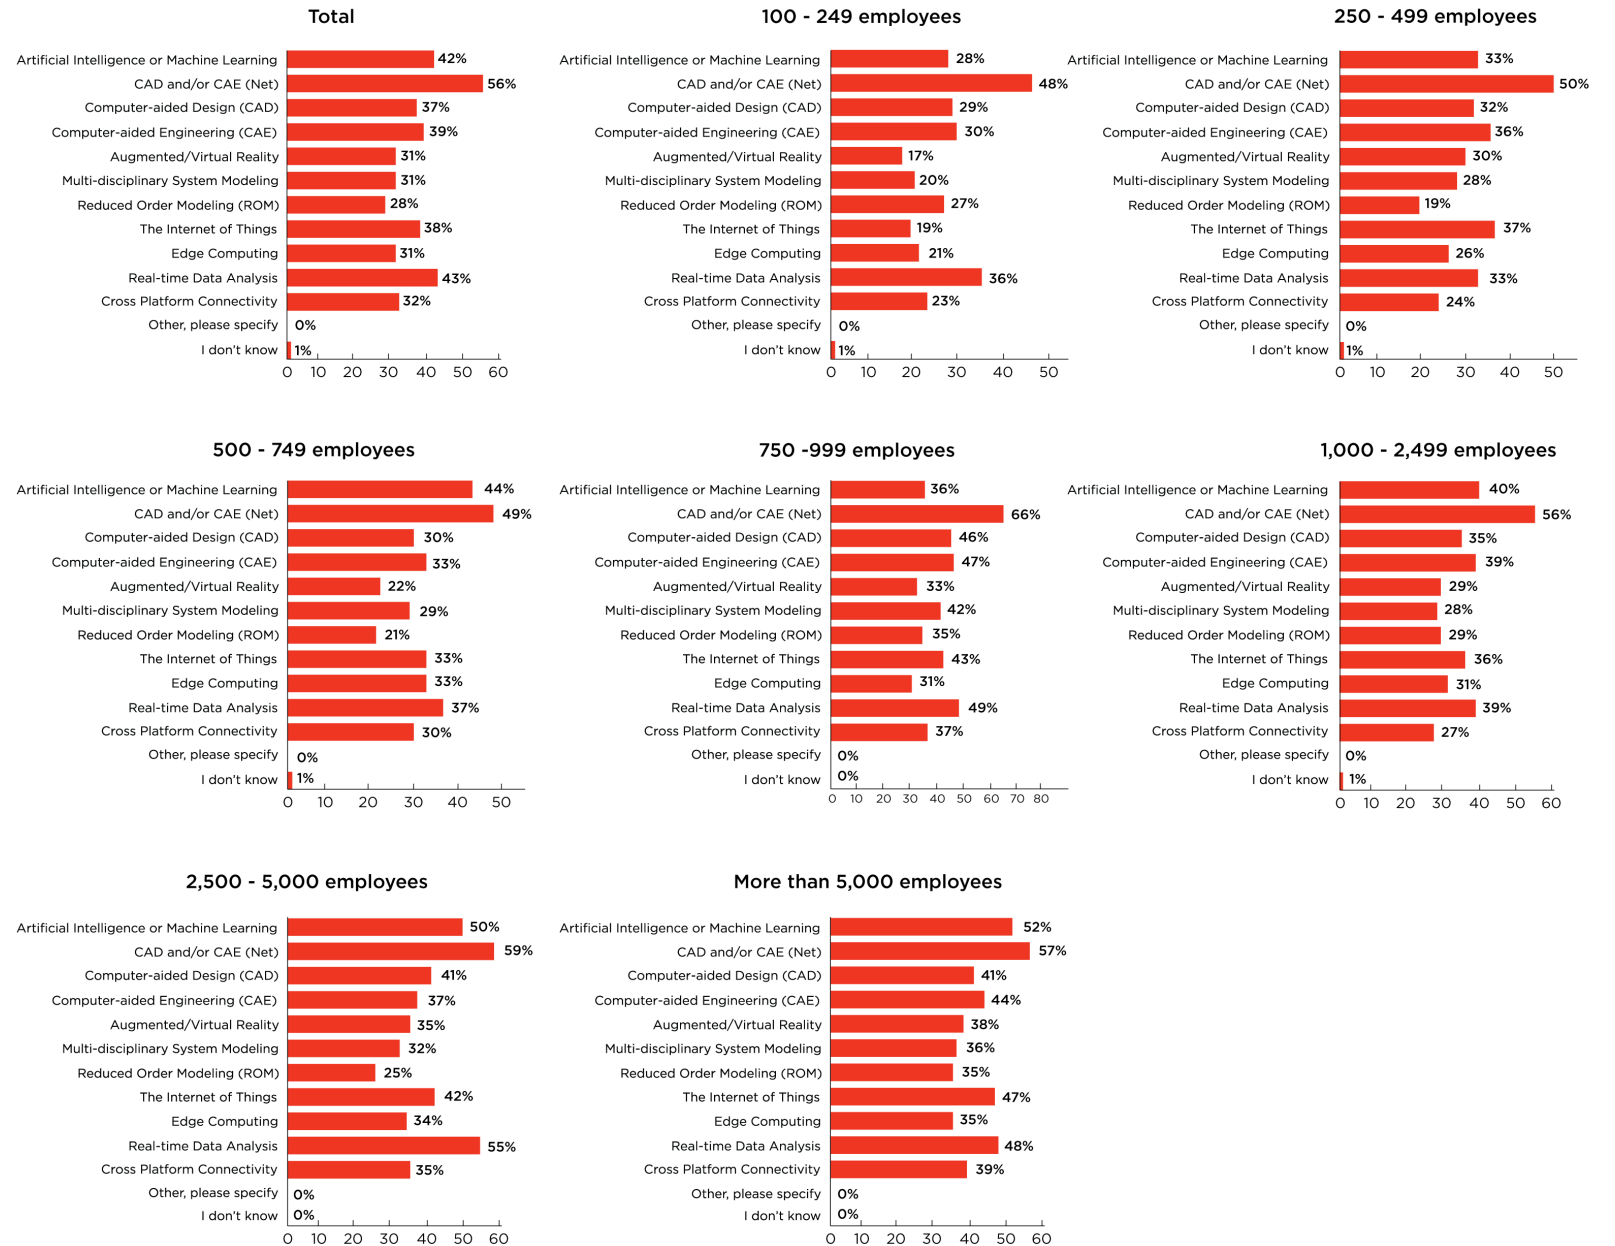 Total
Artificial Intelligence or Machine Learning 42%
CAD and/or CAE (Net) 56%
Computer-aided Design (CAD) 37%
Computer-aided Engineering (CAE) 39%
Augmented/Virtual Reality 31%
Multi-disciplinary System Modeling 31%
Reduced Order Modeling (ROM) 28%
The Internet of Things 38%
Edge Computing 31%
Real-time Data Analysis 43%
Cross Platform Connectivity 32%
Other, please specify 0%
I don't know 1%
0 10 20 30 40 50 60
100 - 249 employees
Artificial Intelligence or Machine Learning 28%
CAD and/or CAE (Net) 48%
Computer-aided Design (CAD) 29%
Computer-aided Engineering (CAE) 30%
Augmented/Virtual Reality 17%
Multi-disciplinary System Modeling 20%
Reduced Order Modeling (ROM) 27%
The Internet of Things 19%
Edge Computing 21%
Real-time Data Analysis 36%
Cross Platform Connectivity 23%
Other, please specify 0%
I don't know 1%
0 10 20 30 40 50
250 - 499 employees
Artificial Intelligence or Machine Learning 33%
CAD and/or CAE (Net) 50%
Computer-aided Design (CAD) 32%
Computer-aided Engineering (CAE) 36%
Augmented/Virtual Reality 30%
Multi-disciplinary System Modeling 28%
Reduced Order Modeling (ROM) 19%
The Internet of Things 37%
Edge Computing 26%
Real-time Data Analysis 33%
Cross Platform Connectivity 24%
Other, please specify 0%
I don't know 1%
0 10 20 30 40 50
500 - 749 employees
Artificial Intelligence or Machine Learning 44%
CAD and/or CAE (Net) 49%
Computer-aided Design (CAD) 30%
Computer-aided Engineering (CAE) 33%
Augmented/Virtual Reality 22%
Multi-disciplinary System Modeling 29%
Reduced Order Modeling (ROM) 21%
The Internet of Things 33%
Edge Computing 33%
Real-time Data Analysis 37%
Cross Platform Connectivity 30%
Other, please specify 0%
I don't know 1%
0 10 20 30 40 50
750 -999 employees
Artificial Intelligence or Machine Learning 36%
CAD and/or CAE (Net) 66%
Computer-aided Design (CAD) 46%
Computer-aided Engineering (CAE) 47%
Augmented/Virtual Reality 33%
Multi-disciplinary System Modeling 42%
Reduced Order Modeling (ROM) 35%
The Internet of Things 43%
Edge Computing 31%
Real-time Data Analysis 49%
Cross Platform Connectivity 37%
Other, please specify 0%
I don't know 0%
0 10 20 30 40 50 60 70 80
1,000 - 2,499 employees
Artificial Intelligence or Machine Learning 40%
CAD and/or CAE (Net) 56%
Computer-aided Design (CAD) 35%
Computer-aided Engineering (CAE) 39%
Augmented/Virtual Reality 29%
Multi-disciplinary System Modeling 28%
Reduced Order Modeling (ROM) 29%
The Internet of Things 36%
Edge Computing 31%
Real-time Data Analysis 39%
Cross Platform Connectivity 27%
Other, please specify 0%
I don't know 1%
0 10 20 30 40 50 60
2,500 - 5,000 employees
Artificial Intelligence or Machine Learning 50%
CAD and/or CAE (Net) 59%
Computer-aided Design (CAD) 41%
Computer-aided Engineering (CAE) 37%
Augmented/Virtual Reality 35%
Multi-disciplinary System Modeling 32%
Reduced Order Modeling (ROM) 25%
The Internet of Things 42%
Edge Computing 34%
Real-time Data Analysis 55%
Cross Platform Connectivity 35%
Other, please specify 0%
I don't know 0%
0 10 20 30 40 50 60
More than 5,000 employees
Artificial Intelligence or Machine Learning 52%
CAD and/or CAE (Net) 57%
Computer-aided Design (CAD) 41%
Computer-aided Engineering (CAE) 44%
Augmented/Virtual Reality 38%
Multi-disciplinary System Modeling 36%
Reduced Order Modeling (ROM) 35%
The Internet of Things 47%
Edge Computing 35%
Real-time Data Analysis 48%
Cross Platform Connectivity 39%
Other, please specify 0%
I don't know 0%
0 10 20 30 40 50 60